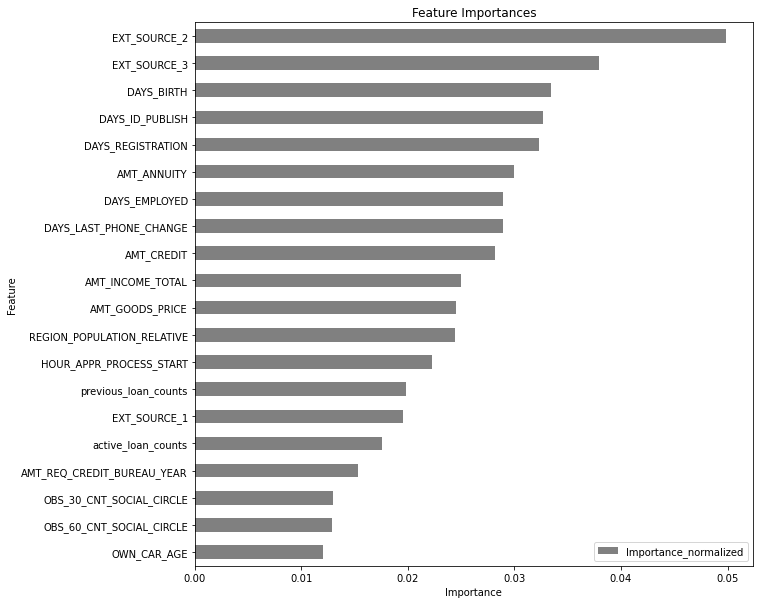 Feature Importances
Feature
EXT_SOURCE_2
EXT_SOURCE_3
DAYS_BIRTH
DAYS_ID_PUBLISH
DAYS_REGISTRATION
AMT_ANNUITY
DAYS_EMPLOYED
DAYS_LAST_PHONE_CHANGE
AMT_CREDIT
AMT_INCOME_TOTAL
AMT_GOODS_PRICE
REGION_POPULATION_RELATIVE
HOUR_APPR_PROCESS_START
previous_loan_counts
EXT_SOURCE_1
active_loan_counts
AMT_REQ_CREDIT_BUREAU_YEAR
OBS_30_CNT_SOCIAL_CIRCLE
OBS_60_CNT_SOCIAL_CIRCLE
OWN_CAR_AGE
Importance_normalized
0.00 0.01 0.02 0.03 0.04 0.05
Importance